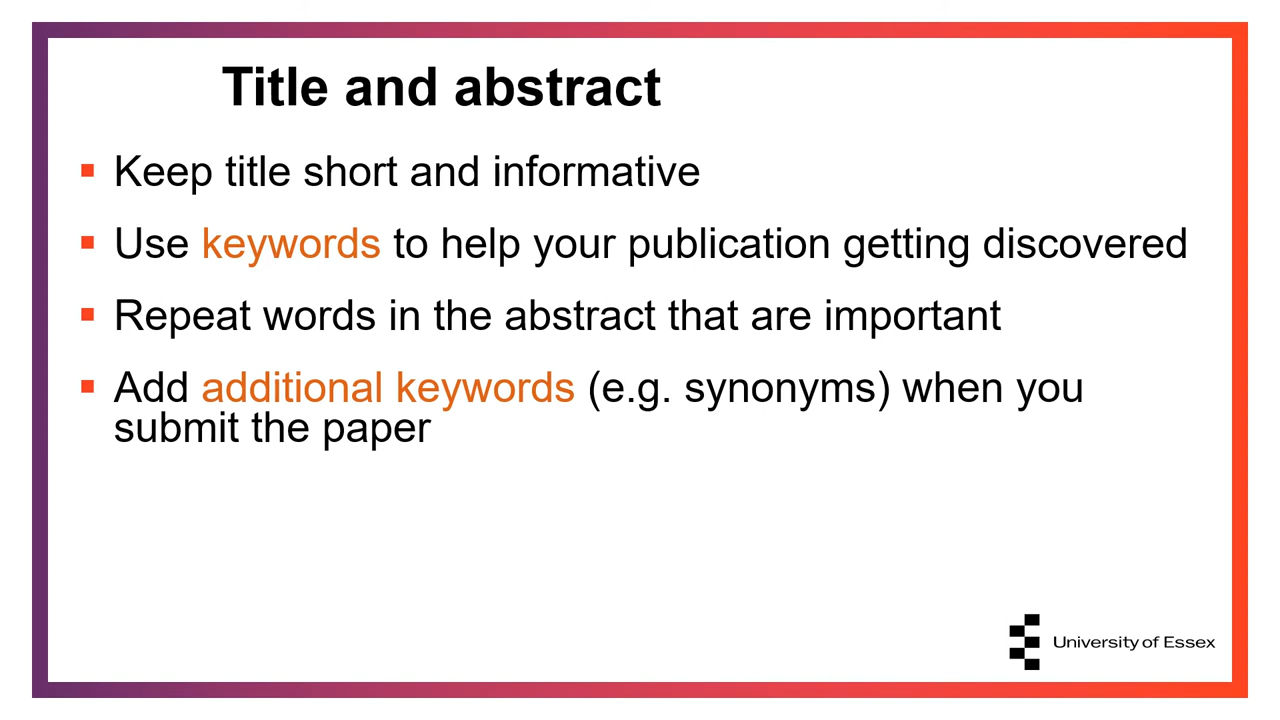 Title and abstract
Keep title short and informative
Use keywords to help your publication getting discovered
Repeat words in the abstract that are important
Add additional keywords (e.g. synonyms) when you
submit the paper
University of Essex